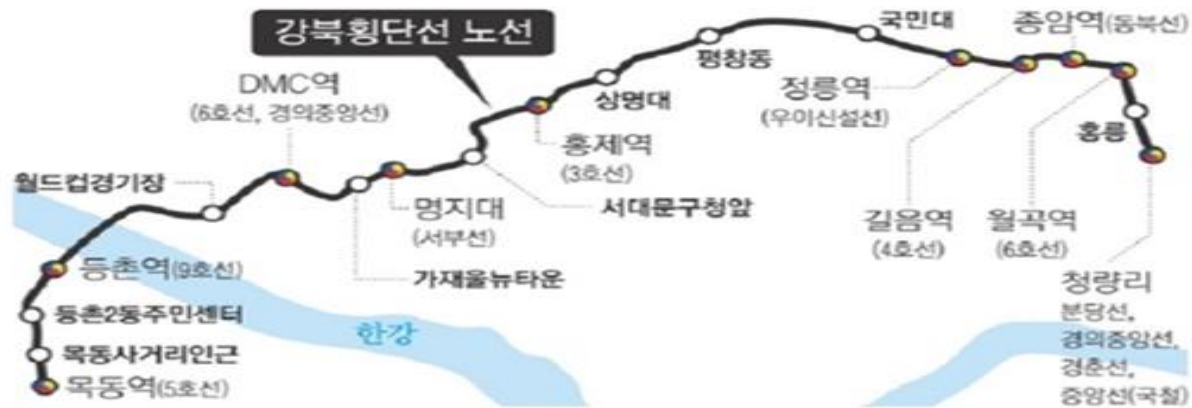 강북횡단선 노선
국민대
종암역(동북선)
평창동
DMC역
(6호선, 경의중앙선)
상명대
정릉역
(우이신설선)
홍릉
홍제역
(3호선)
월드컵경기장
명지대
(서부선)
서대문구청앞
길음역
(4호선)
월곡역
(6호선)
등촌역(9호선)
가재울뉴타운
청량리
분당선,
경의중앙선,
경춘선,
중앙선(국철)
등촌2동주민센터
한강
목동사거리인근
목동역(5호선)